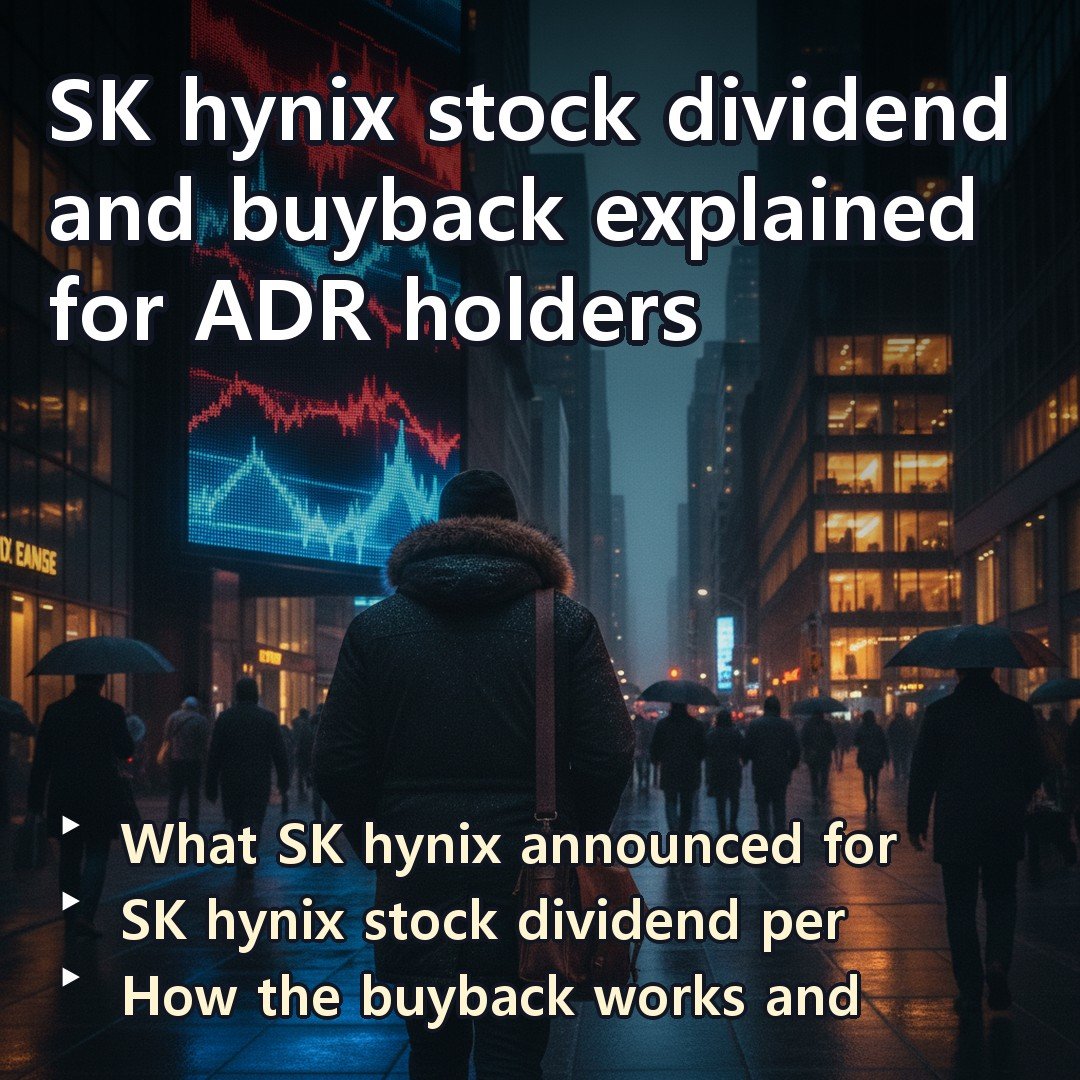 SK hynix stock dividend
and buyback explained
for ADR holders
What SK hynix announced for
SK hynix stock dividend per
How the buyback works and